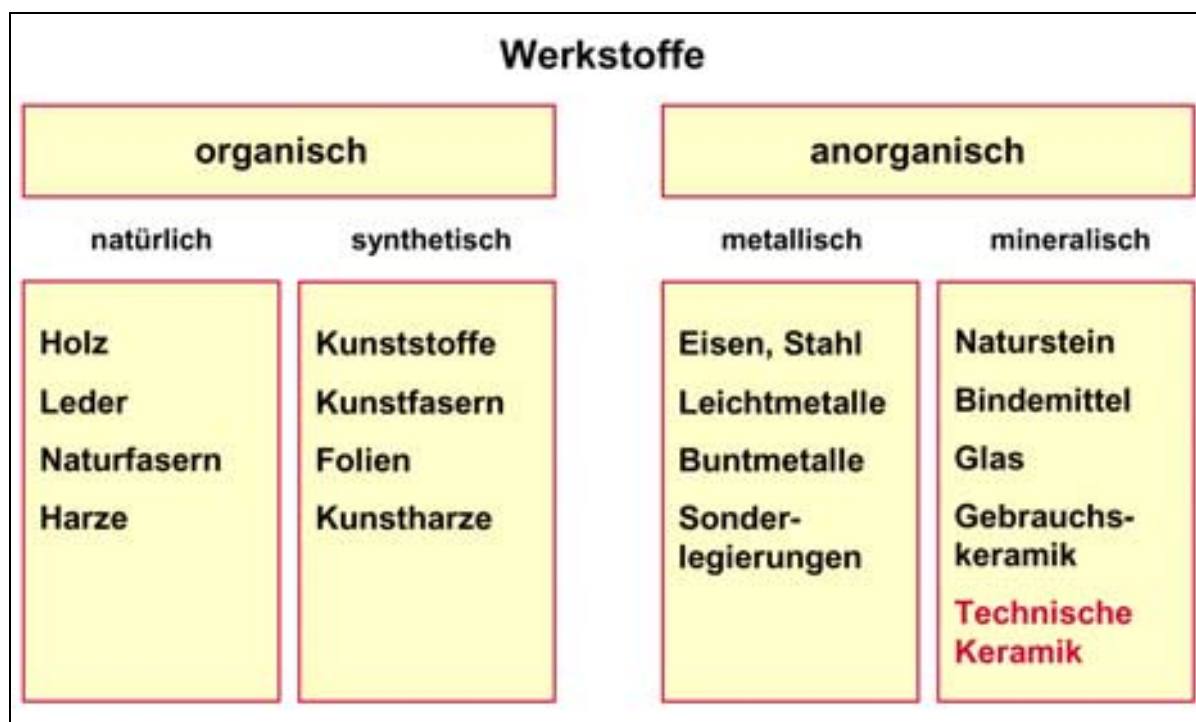 Werkstoffe
organisch
anorganisch
natürlich
synthetisch
metallisch
mineralisch
Holz
Leder
Naturfasern
Harze
Kunststoffe
Kunstfasern
Folien
Kunstharze
Eisen, Stahl
Leichtmetalle
Buntmetalle
Sonder-
legierungen
Naturstein
Bindemittel
Glas
Gebrauchs-
keramik
Technische
Keramik